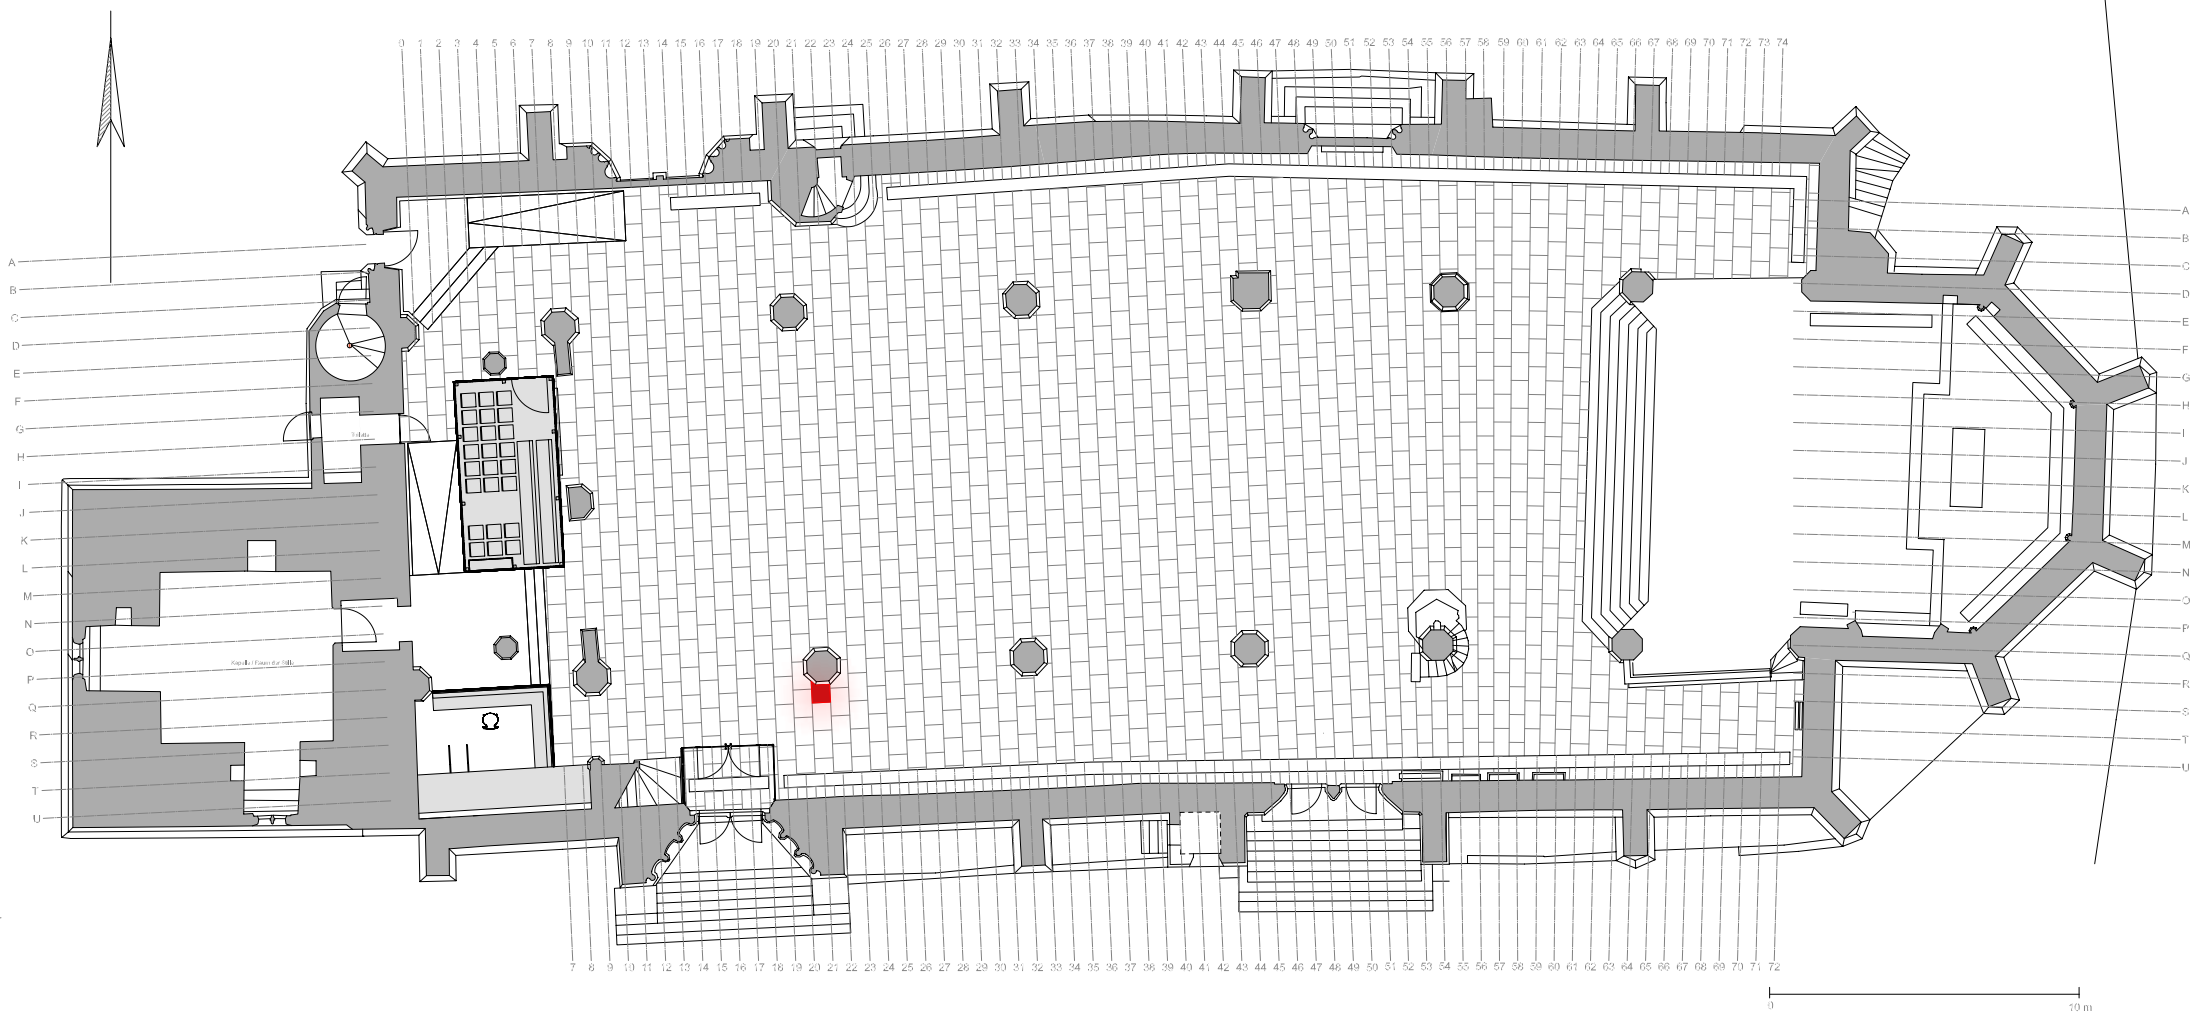 0 1 2 3 4 5 6 7 8 9 10 11 12 13 14 15 16 17 18 19 20 21 22 23 24 25 26 27 28 29 30 31 32 33 34 35 36 37 38 39 40 41 42 43 44 45 46 47 48 49 50 51 52 53 54 55 56 57 58 59 60 61 62 63 64 65 66 67 68 69 70 71 72 73 74
A A
B B
C C
D D
E E
F F
G G
H H
I I
J J
K K
L L
M M
N N
O O
P P
Q Q
R R
S S
T T
U U
7 8 9 10 11 12 13 14 15 16 17 18 19 20 21 22 23 24 25 26 27 28 29 30 31 32 33 34 35 36 37 38 39 40 41 42 43 44 45 46 47 48 49 50 51 52 53 54 55 56 57 58 59 60 61 62 63 64 65 66 67 68 69 70 71 72
0 10 m